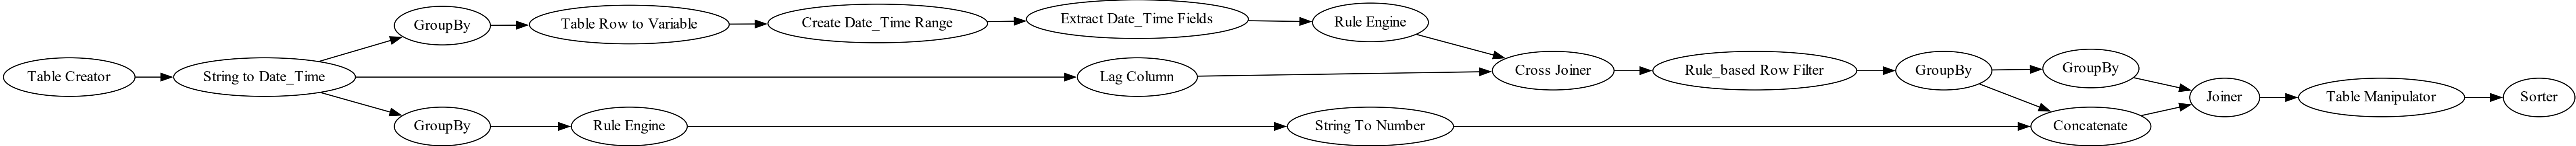 Table Creator
String to Date_Time
GroupBy
Table Row to Variable
Create Date_Time Range
Extract Date_Time Fields
Rule Engine
Lag Column
GroupBy
Rule Engine
String To Number
Cross Joiner
Rule_based Row Filter
GroupBy
GroupBy
Concatenate
Joiner
Table Manipulator
Sorter